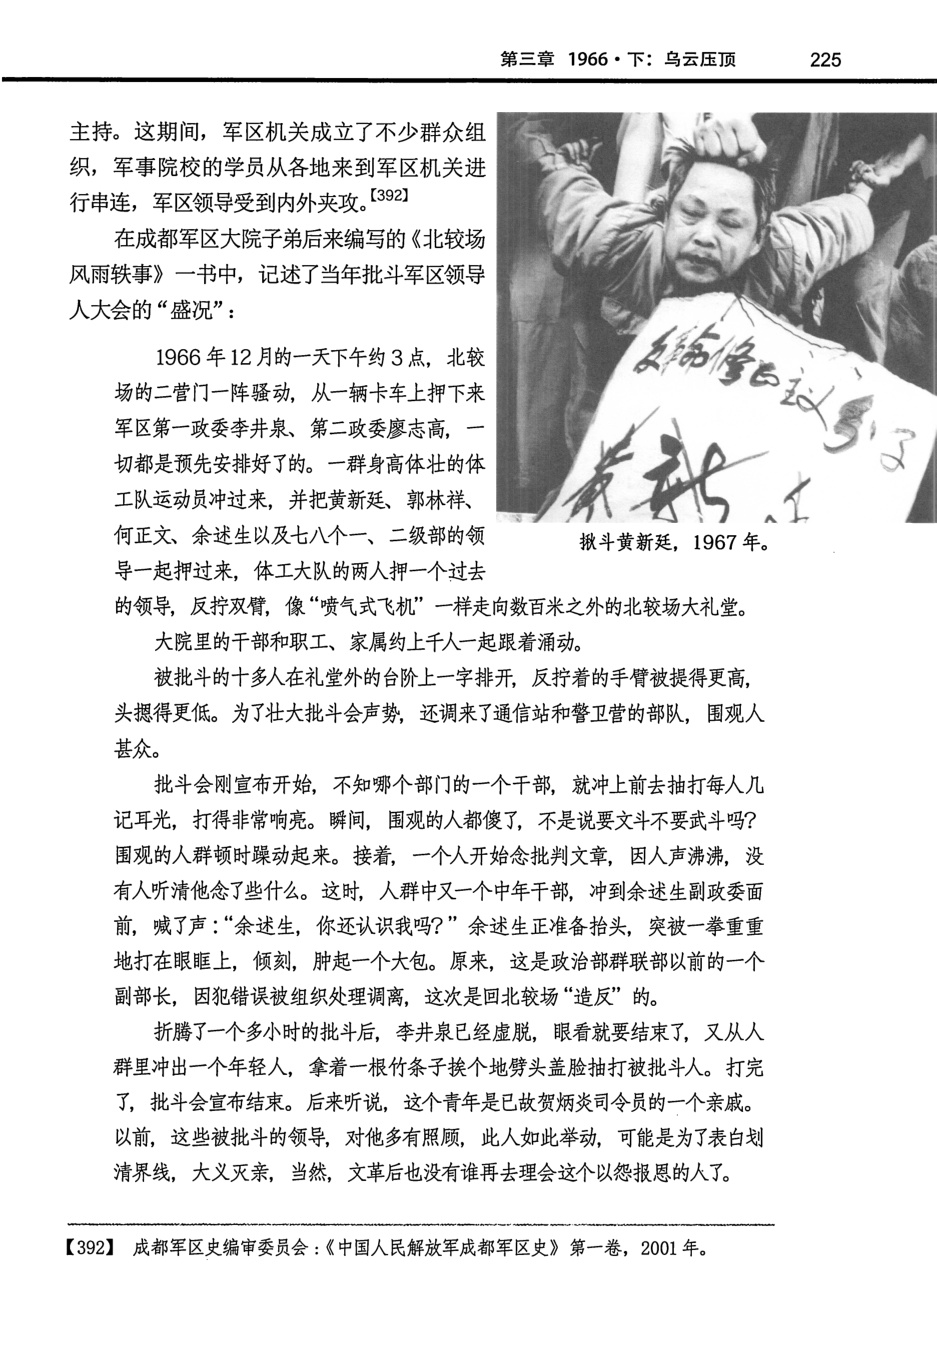 第三章 1966·下：乌云压顶 225
主持。这期间，军区机关成立了不少群众组
织，军事院校的学员从各地来到军区机关进
行串连，军区领导受到内外夹攻。【392】
在成都军区大院子弟后来编写的《北较场
风雨轶事》一书中，记述了当年批斗军区领导
人大会的“盛况”：
1966年12月的一天下午约3点，北较
场的二营门一阵骚动，从一辆卡车上押下来
军区第一政委李井泉、第二政委廖志高，一
切都是预先安排好了的。一群身高体壮的体
工队运动员冲过来，并把黄新廷、郭林祥、
何正文、余述生以及七八个一、二级部的领
导一起押过来，体工大队的两人押一个过去
的领导，反拧双臂，像“喷气式飞机”一样走向数百米之外的北较场大礼堂。
大院里的干部和职工、家属约上千人一起跟着涌动。
被批斗的十多人在礼堂外的台阶上一字排开，反拧着的手臂被提得更高，
头摁得更低。为了壮大批斗会声势，还调来了通信站和警卫营的部队，围观人
甚众。
批斗会刚宣布开始，不知哪个部门的一个干部，就冲上前去抽打每人几
记耳光，打得非常响亮。瞬间，围观的人都傻了，不是说要文斗不要武斗吗？
围观的人群顿时躁动起来。接着，一个人开始念批判文章，因人声沸沸，没
有人听清他念了些什么。这时，人群中又一个中年干部，冲到余述生副政委面
前，喊了声：“余述生，你还认识我吗？”余述生正准备抬头，突被一拳重重
地打在眼眶上，倾刻，肿起一个大包。原来，这是政治部群联部以前的一个
副部长，因犯错误被组织处理调离，这次是回北较场“造反”的。
折腾了一个多小时的批斗后，李井泉已经虚脱，眼看就要结束了，又从人
群里冲出一个年轻人，拿着一根竹条子挨个地劈头盖脸抽打被批斗人。打完
了，批斗会宣布结束。后来听说，这个青年是已故贺炳炎司令员的一个亲戚。
以前，这些被批斗的领导，对他多有照顾，此人如此举动，可能是为了表白划
清界线，大义灭亲，当然，文革后也没有谁再去理会这个以怨报恩的人了。
修正主义分子
黄新
揪斗黄新廷，1967年。
【392】 成都军区史编审委员会：《中国人民解放军成都军区史》第一卷，2001年。